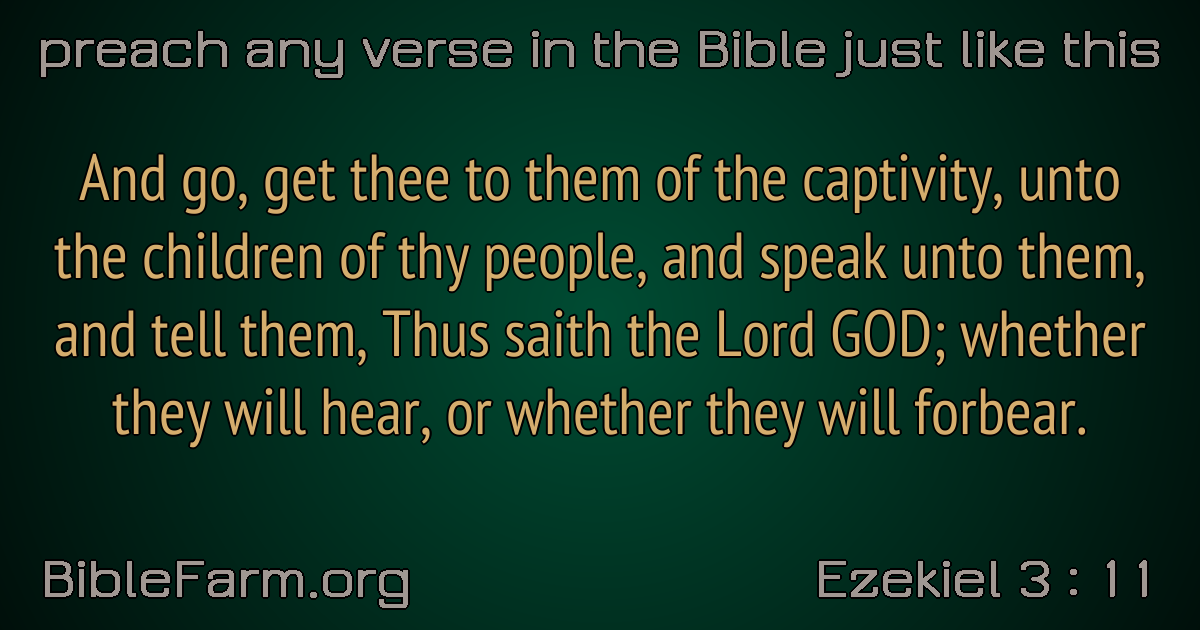 preach any verse in the Bible just like this
And go, get thee to them of the captivity, unto
the children of thy people, and speak unto them,
and tell them, Thus saith the Lord GOD; whether
they will hear, or whether they will forbear.
BibleFarm.org
Ezekiel 3 : 11